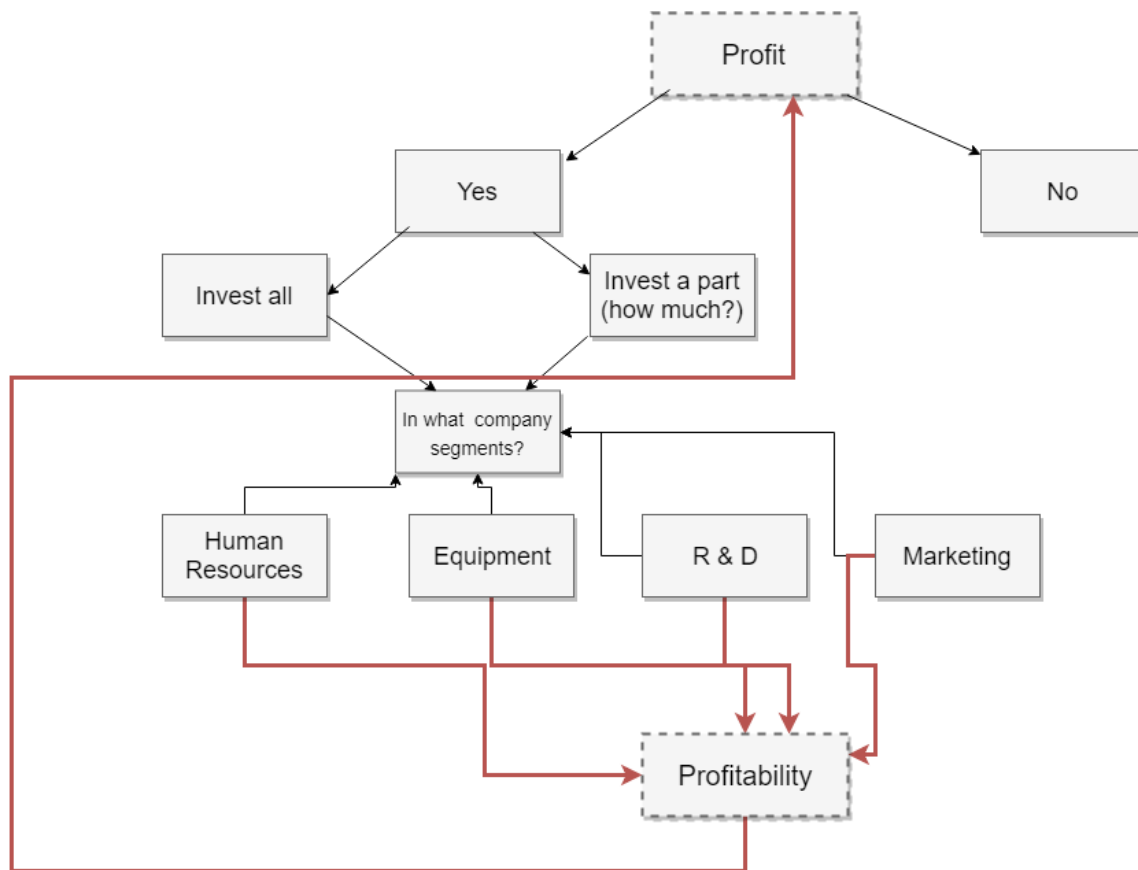 Profit
Yes
No
Invest all
Invest a part
(how much?)
In what company
segments?
Human
Resources
Equipment
R & D
Marketing
Profitability